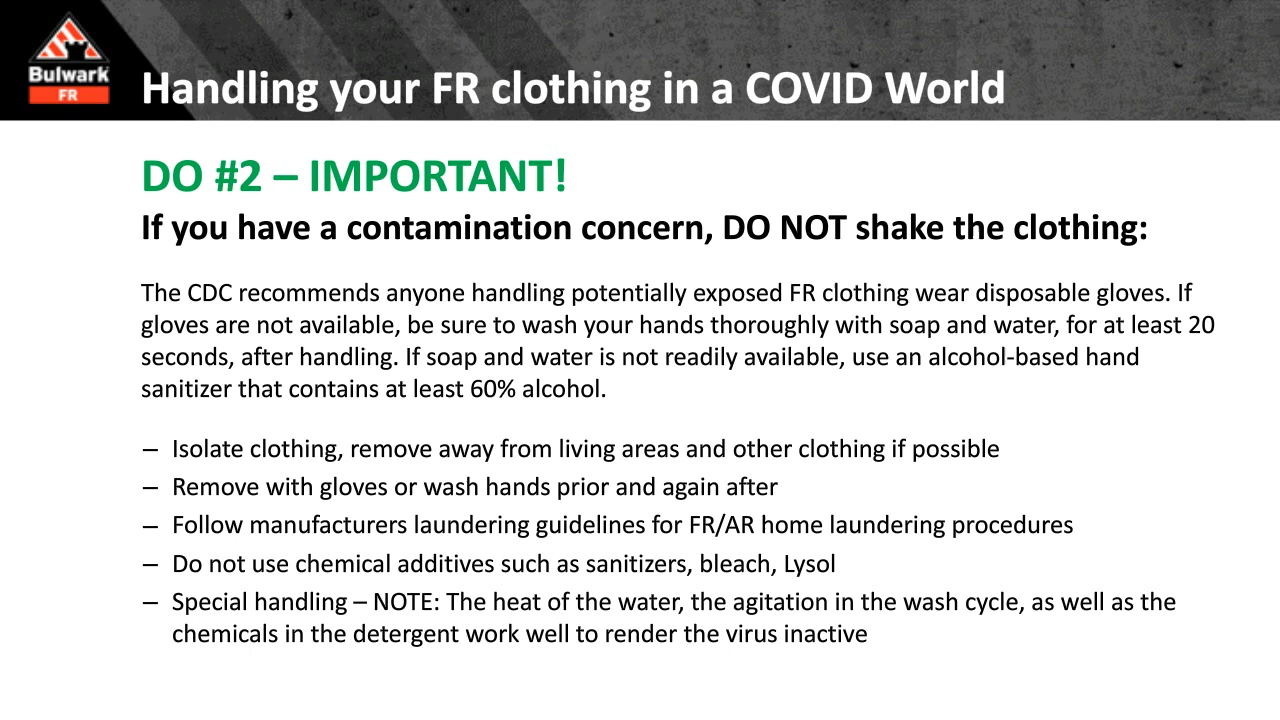 Bulwark
FR
Handling your FR clothing in a COVID World
DO #2 – IMPORTANT!
If you have a contamination concern, DO NOT shake the clothing:
The CDC recommends anyone handling potentially exposed FR clothing wear disposable gloves. If
gloves are not available, be sure to wash your hands thoroughly with soap and water, for at least 20
seconds, after handling. If soap and water is not readily available, use an alcohol-based hand
sanitizer that contains at least 60% alcohol.
– Isolate clothing, remove away from living areas and other clothing if possible
– Remove with gloves or wash hands prior and again after
– Follow manufacturers laundering guidelines for FR/AR home laundering procedures
– Do not use chemical additives such as sanitizers, bleach, Lysol
– Special handling – NOTE: The heat of the water, the agitation in the wash cycle, as well as the
chemicals in the detergent work well to render the virus inactive